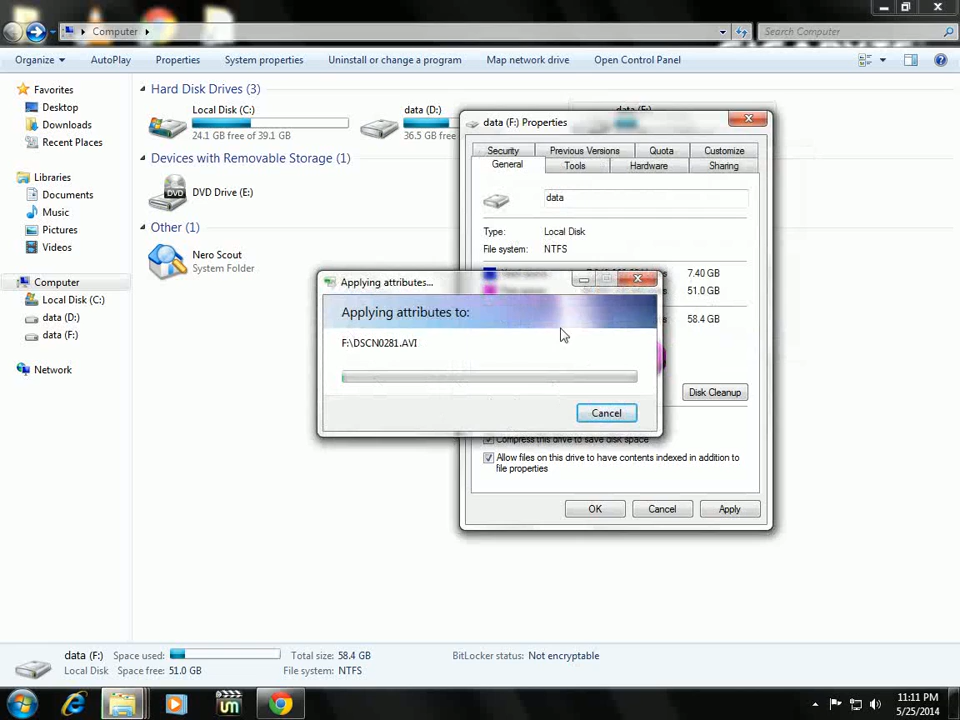 Computer
Search Computer
Organize
AutoPlay
Properties
System properties
Uninstall or change a program
Map network drive
Open Control Panel
Favorites
Desktop
Downloads
Recent Places
Libraries
Documents
Music
Pictures
Videos
Computer
Local Disk (C:)
data (D:)
data (F:)
Network
Hard Disk Drives (3)
Local Disk (C:)
24.1 GB free of 39.1 GB
data (D:)
36.5 GB free
data (F:)
Devices with Removable Storage (1)
DVD
DVD Drive (E:)
Other (1)
Nero Scout
System Folder
data (F:) Properties
Security
Previous Versions
Quota
Customize
General
Tools
Hardware
Sharing
data
Type: Local Disk
File system: NTFS
7.40 GB
51.0 GB
58.4 GB
Disk Cleanup
Compress this drive to save disk space
Allow files on this drive to have contents indexed in addition to
file properties
OK
Cancel
Apply
Applying attributes...
Applying attributes to:
F:\DSCN0281.AVI
Cancel
data (F:) Space used: Total size: 58.4 GB BitLocker status: Not encryptable
Local Disk Space free: 51.0 GB File system: NTFS
um
11:11 PM
5/25/2014